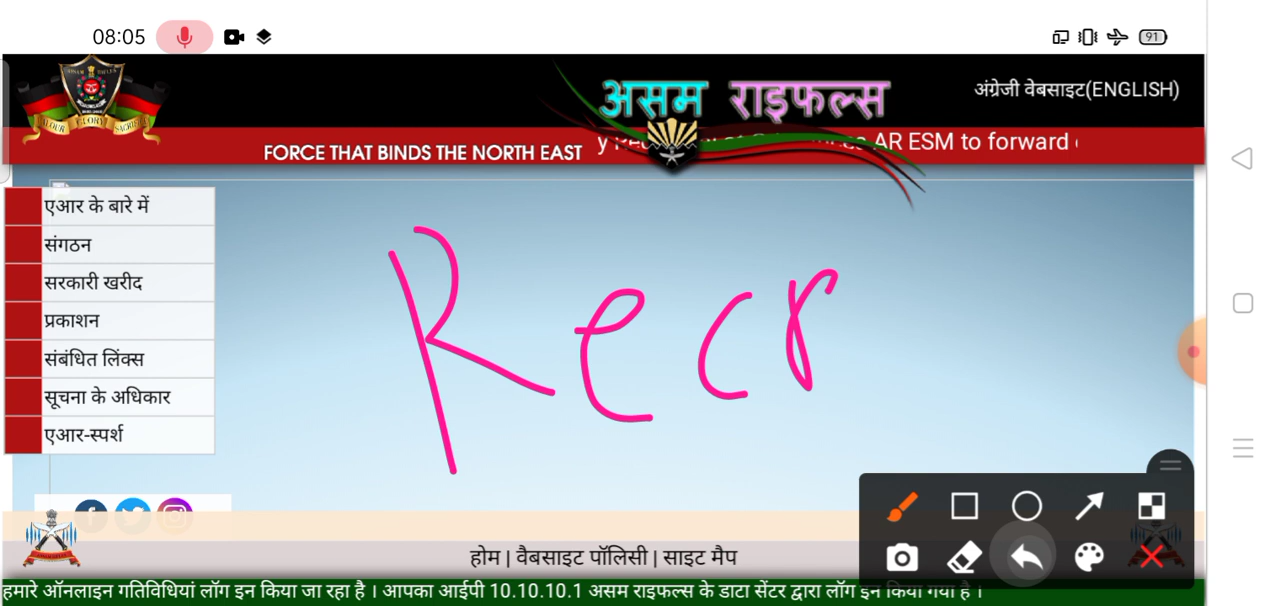 08:05
91
असम राइफल्स
अंग्रेजी वेबसाइट(ENGLISH)
FORCE THAT BINDS THE NORTH EAST
AR ESM to forward
एआर के बारे में
संगठन
सरकारी खरीद
प्रकाशन
संबंधित लिंक्स
सूचना के अधिकार
एआर-स्पर्श
Recr
होम | वैबसाइट पॉलिसी | साइट मैप
हमारे ऑनलाइन गतिविधियां लॉग इन किया जा रहा है । आपका आईपी 10.10.10.1 असम राइफल्स के डाटा सेंटर द्वारा लॉग इन किया गया है ।